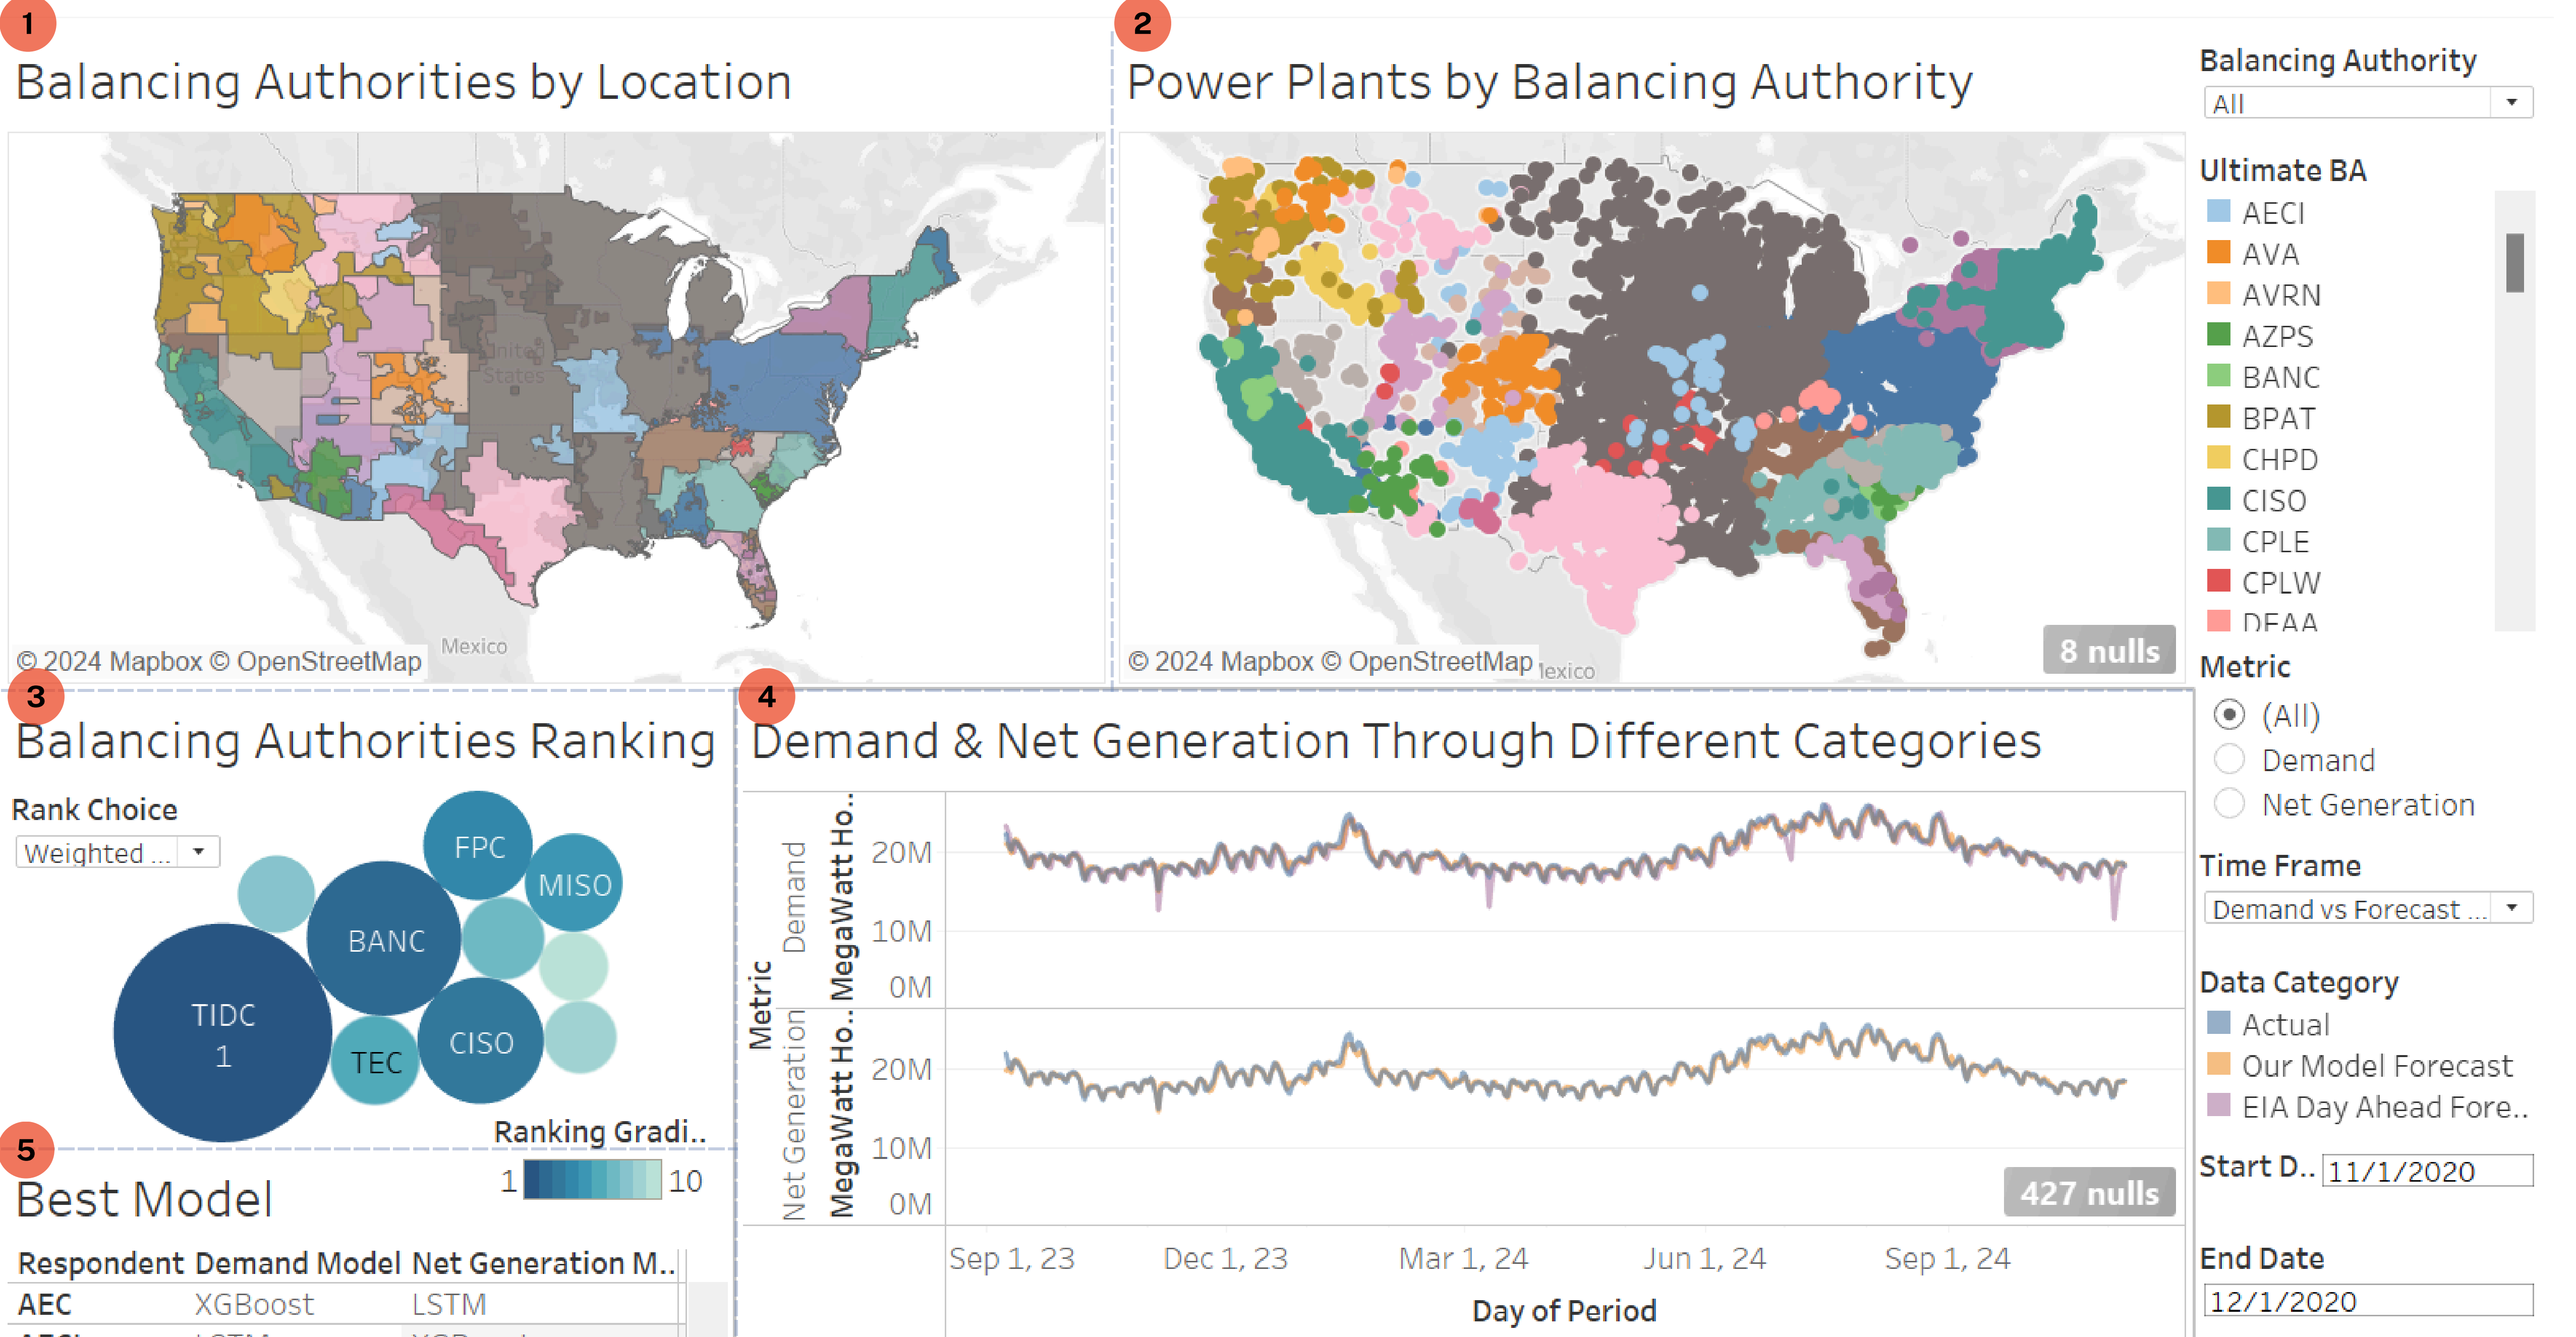 1
Balancing Authorities by Location
United
States
Mexico
© 2024 Mapbox © OpenStreetMap
2
Power Plants by Balancing Authority
8 nulls
© 2024 Mapbox © OpenStreetMap
Mexico
Balancing Authority
All
Ultimate BA
AECI
AVA
AVRN
AZPS
BANC
BPAT
CHPD
CISO
CPLE
CPLW
DEAA
Metric
(All)
Demand
Net Generation
Time Frame
Demand vs Forecast ...
Data Category
Actual
Our Model Forecast
EIA Day Ahead Fore..
Start D.. 11/1/2020
End Date
12/1/2020
3
Balancing Authorities Ranking
Rank Choice
Weighted ...
FPC
MISO
BANC
TIDC
1
TEC
CISO
Ranking Gradi..
1 10
4
Demand & Net Generation Through Different Categories
Metric
Demand
MegaWatt Ho..
20M
10M
0M
Net Generation
MegaWatt Ho..
20M
10M
0M
427 nulls
Sep 1, 23 Dec 1, 23 Mar 1, 24 Jun 1, 24 Sep 1, 24
Day of Period
5
Best Model
Respondent Demand Model Net Generation M..
AEC XGBoost LSTM